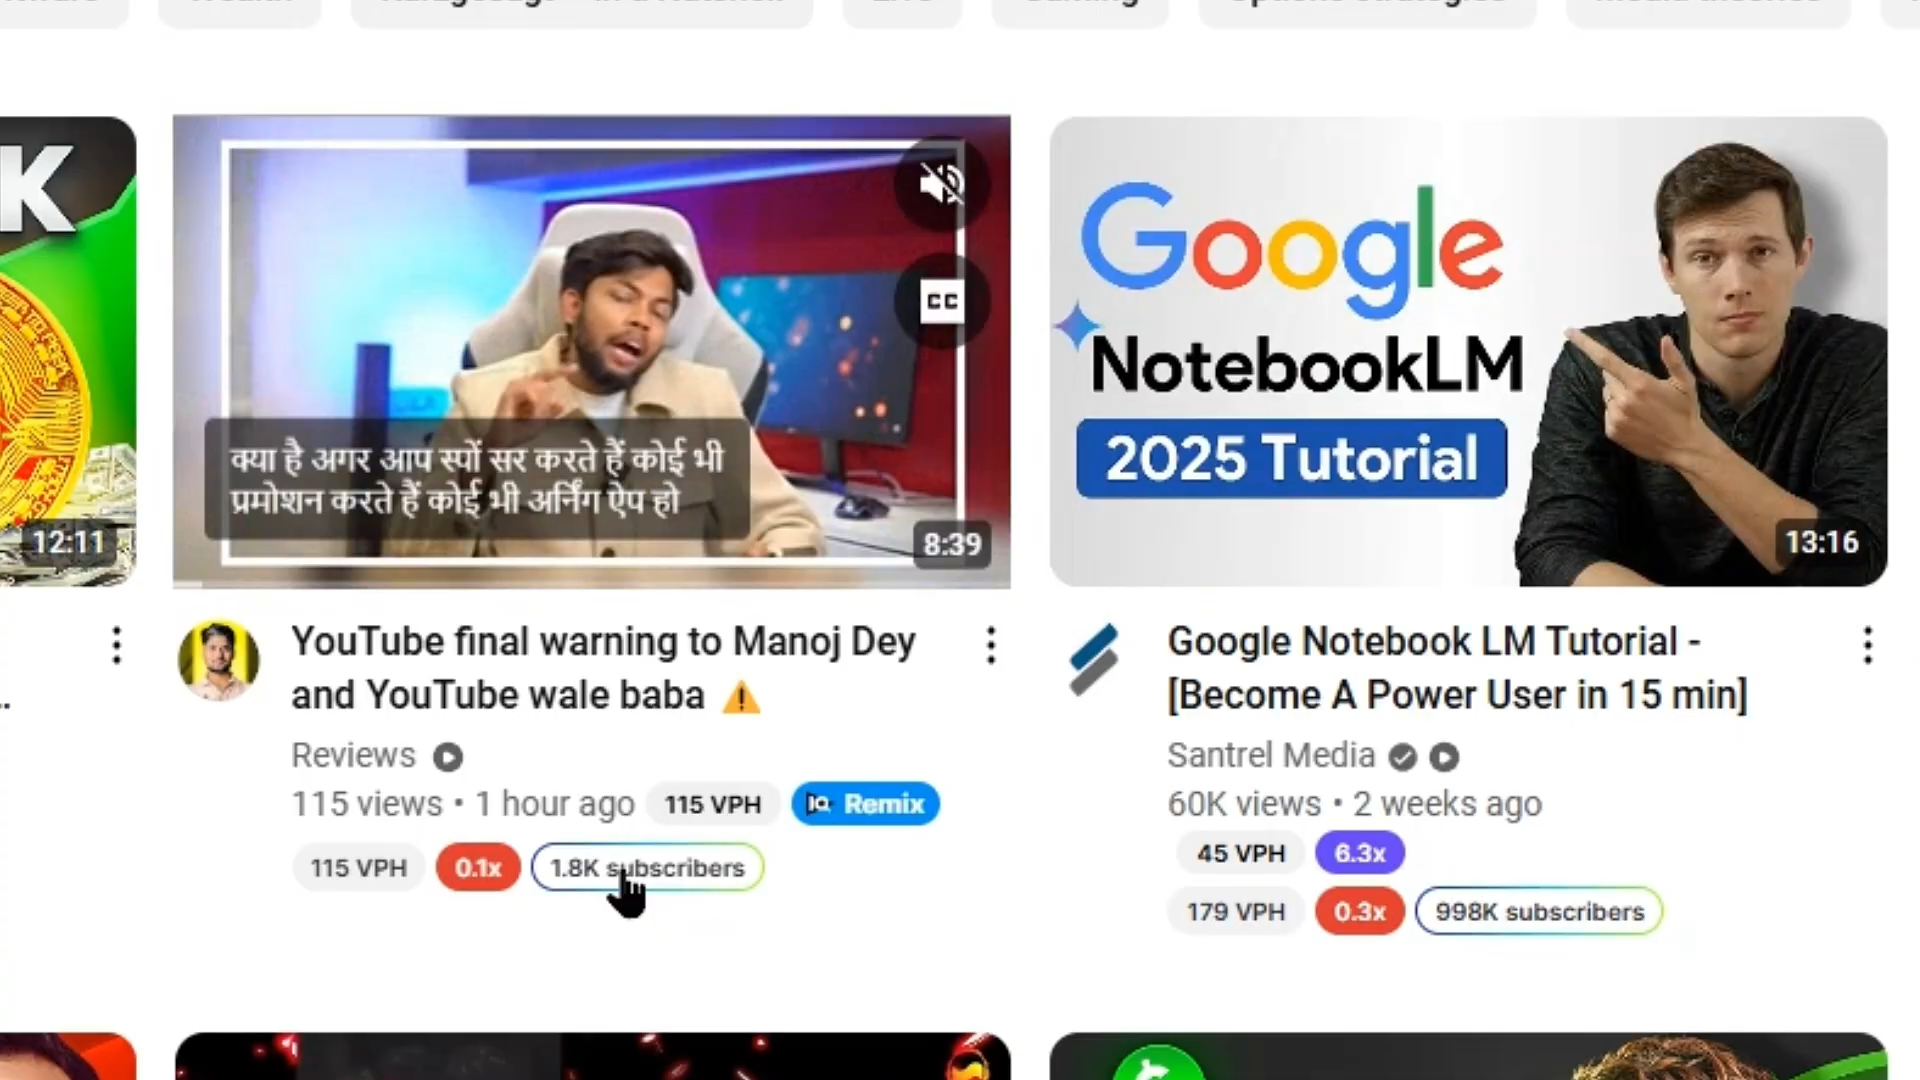 K
12:11
CC
क्या है अगर आप स्पों सर करते हैं कोई भी
प्रमोशन करते हैं कोई भी अर्निंग ऐप हो
8:39
Google
NotebookLM
2025 Tutorial
13:16
YouTube final warning to Manoj Dey
and YouTube wale baba ⚠
Reviews
115 views • 1 hour ago 115 VPH Remix
115 VPH 0.1x 1.8K subscribers
Google Notebook LM Tutorial -
[Become A Power User in 15 min]
Santrel Media
60K views • 2 weeks ago
45 VPH 6.3x
179 VPH 0.3x 998K subscribers